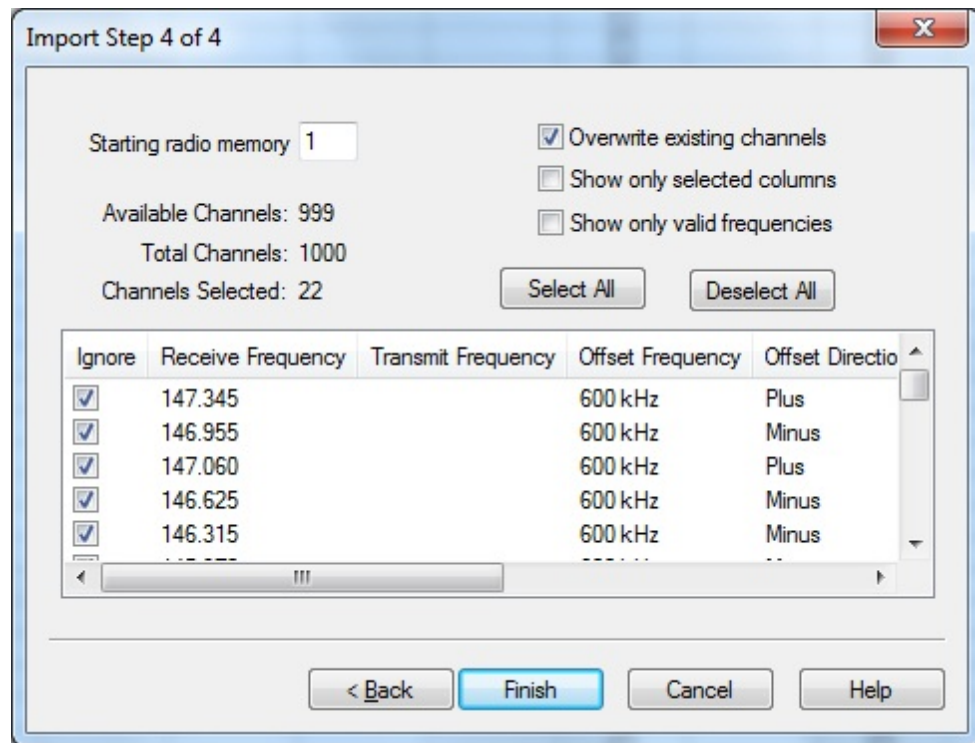 Import Step 4 of 4
Starting radio memory 1
Overwrite existing channels
Show only selected columns
Show only valid frequencies
Available Channels: 999
Total Channels: 1000
Channels Selected: 22
Select All
Deselect All
Ignore Receive Frequency Transmit Frequency Offset Frequency Offset Directio
147.345 600 kHz Plus
146.955 600 kHz Minus
147.060 600 kHz Plus
146.625 600 kHz Minus
146.315 600 kHz Minus
< Back
Finish
Cancel
Help